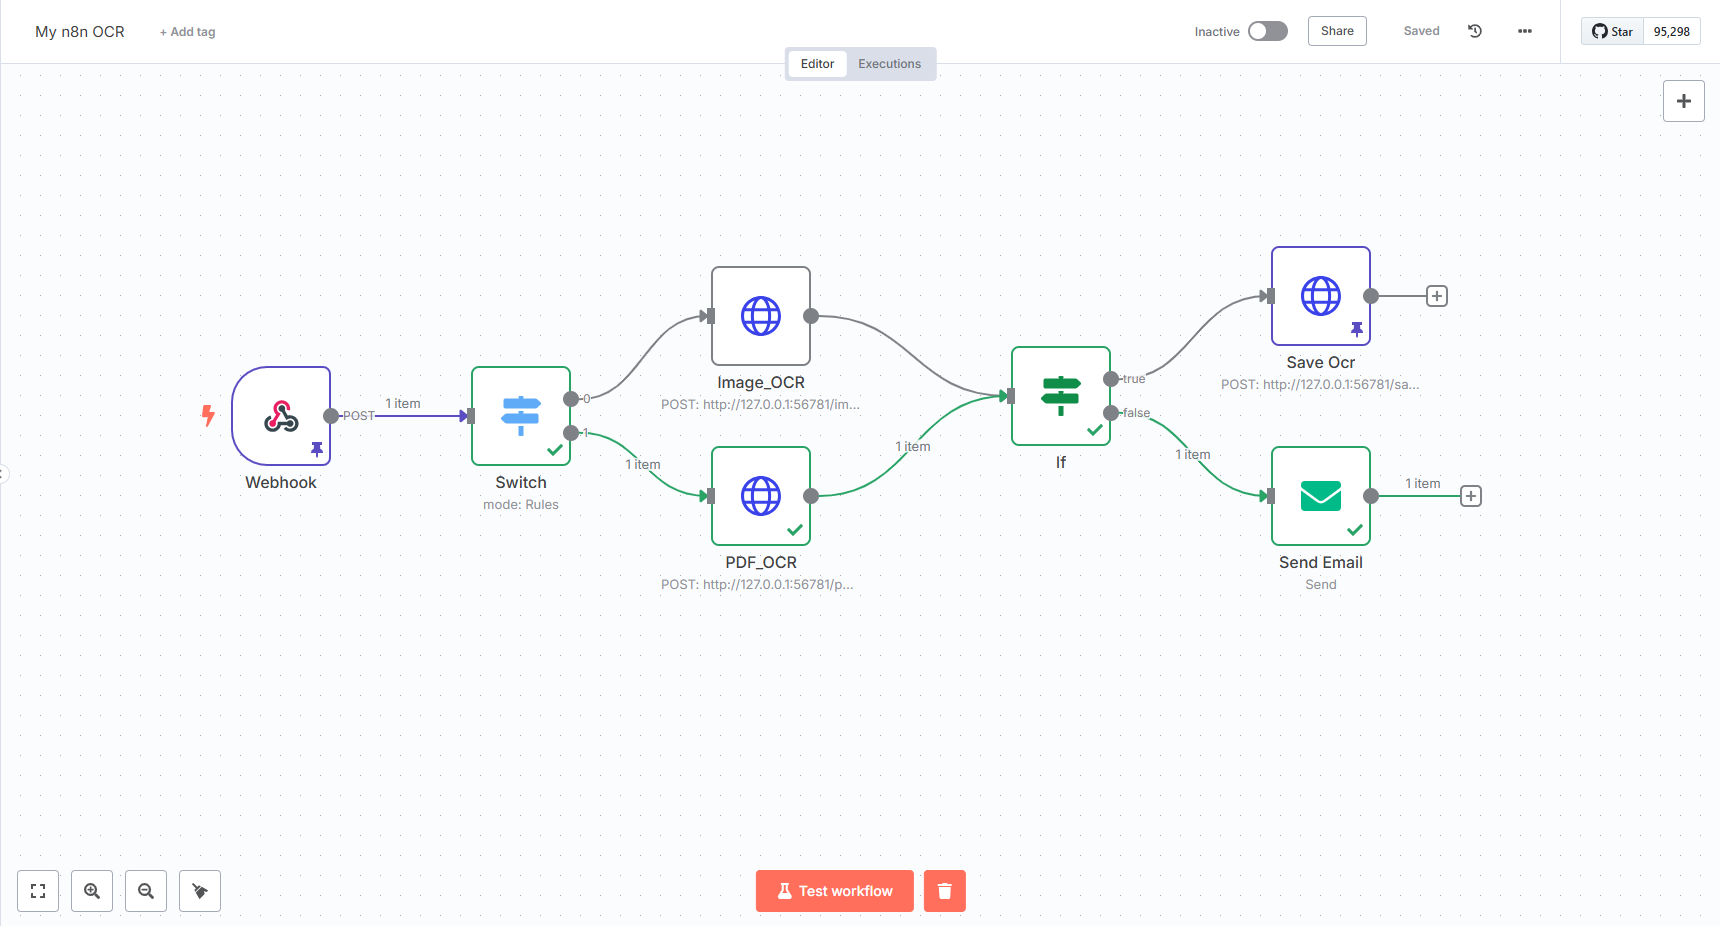 My n8n OCR
+ Add tag
Inactive
Share
Saved
Star
95,298
Editor
Executions
POST
1 item
Webhook
0
1
Switch
mode: Rules
1 item
Image_OCR
POST: http://127.0.0.1:56781/im...
PDF_OCR
POST: http://127.0.0.1:56781/p...
1 item
true
false
If
1 item
Save Ocr
POST: http://127.0.0.1:56781/sa...
1 item
Send Email
Send
Test workflow